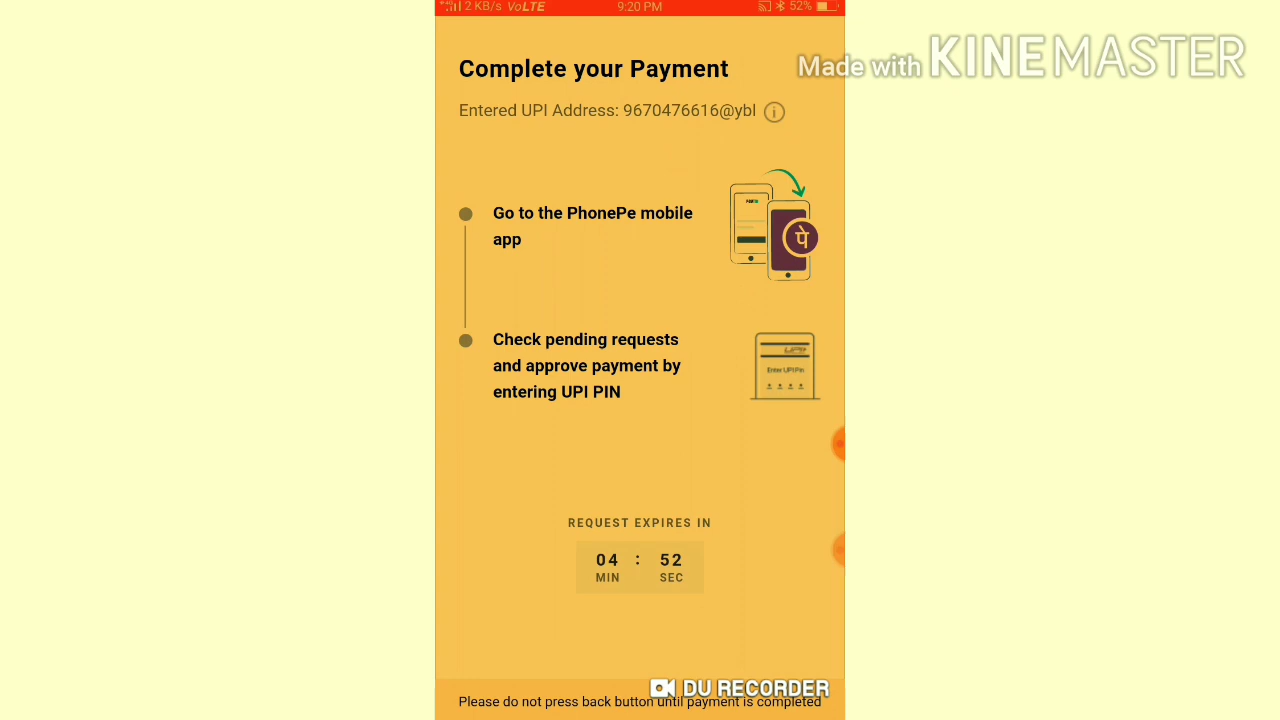 2 KB/s VoLTE 9:20 PM 52%
Made with KINEMASTER
Complete your Payment
Entered UPI Address: 9670476616@ybl i
Go to the PhonePe mobile
app
पे
Check pending requests
and approve payment by
entering UPI PIN
UPI
Enter UPI Pin
REQUEST EXPIRES IN
04 : 52
MIN SEC
DU RECORDER
Please do not press back button until payment is completed